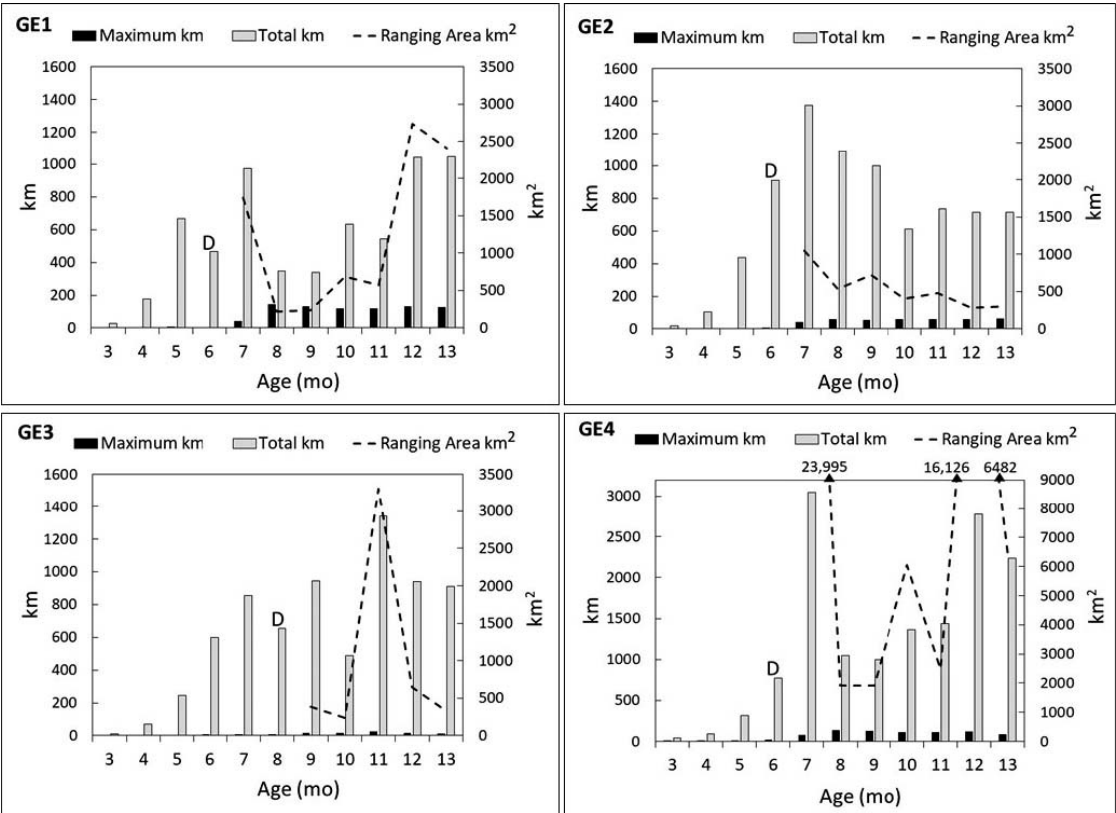 GE1
Maximum km Total km Ranging Area km²
1600
1400
1200
1000
800
600
400
200
0
km
3500
3000
2500
2000
1500
1000
500
0
km²
D
3 4 5 6 7 8 9 10 11 12 13
Age (mo)
GE2
Maximum km Total km Ranging Area km²
1600
1400
1200
1000
800
600
400
200
0
km
3500
3000
2500
2000
1500
1000
500
0
km²
D
3 4 5 6 7 8 9 10 11 12 13
Age (mo)
GE3
Maximum km Total km Ranging Area km²
1600
1400
1200
1000
800
600
400
200
0
km
3500
3000
2500
2000
1500
1000
500
0
km²
D
3 4 5 6 7 8 9 10 11 12 13
Age (mo)
GE4
Maximum km Total km Ranging Area km²
23,995 16,126 6482
3000
2500
2000
1500
1000
500
0
km
9000
8000
7000
6000
5000
4000
3000
2000
1000
0
km²
D
3 4 5 6 7 8 9 10 11 12 13
Age (mo)